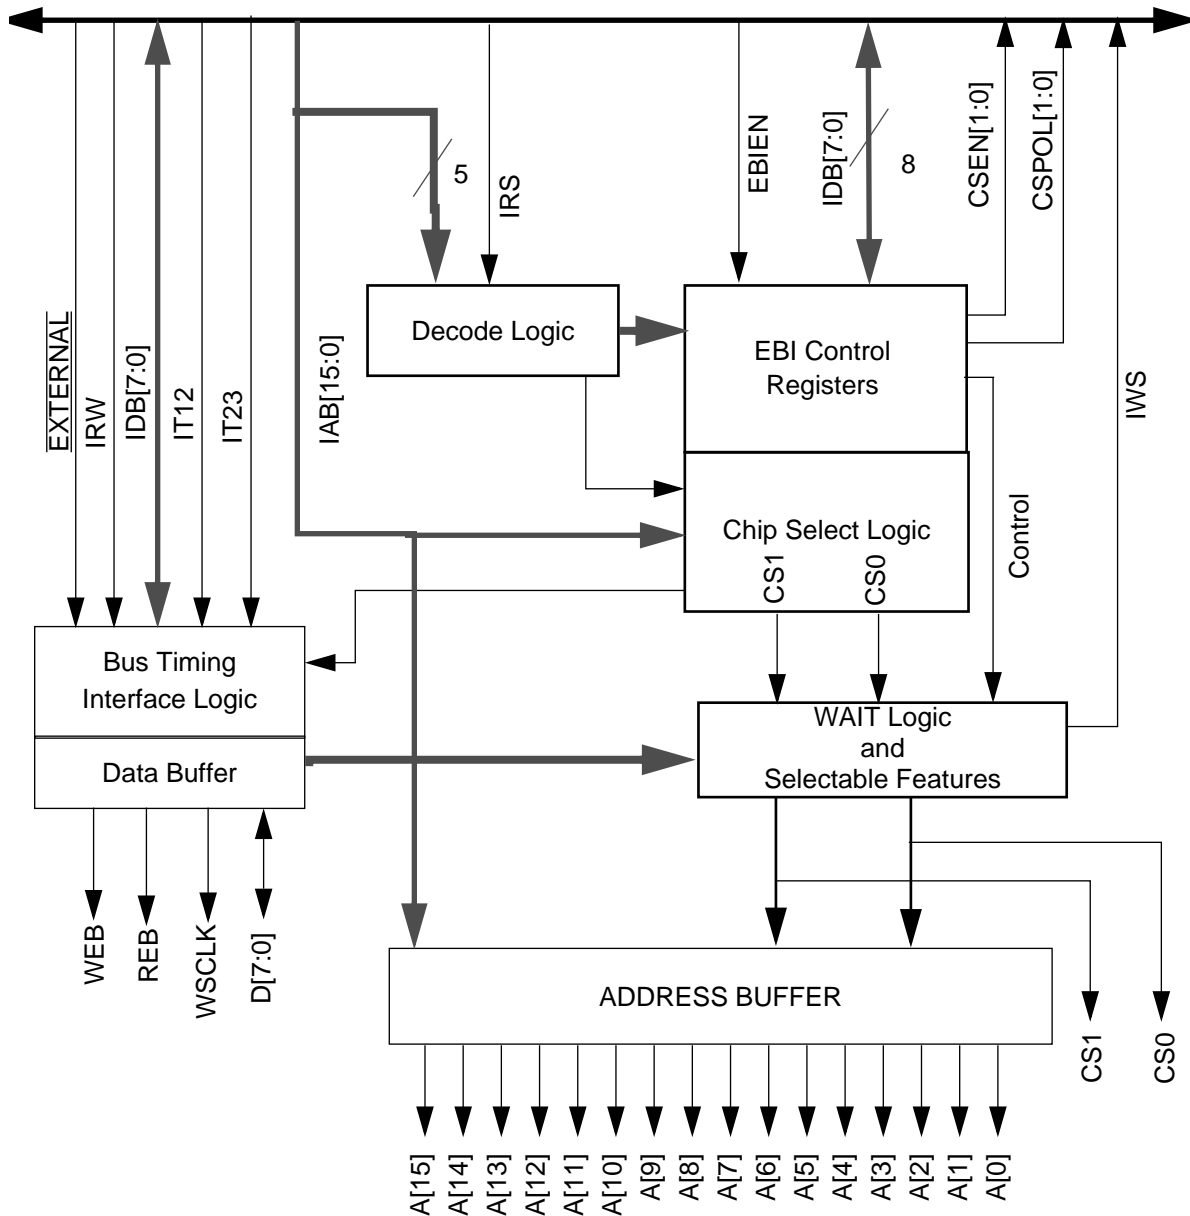 5
8
IRS
EBIEN
IDB[7:0]
CSEN[1:0]
CSPOL[1:0]
EXTERNAL
IRW
IDB[7:0]
IT12
IT23
IAB[15:0]
Decode Logic
EBI Control
Registers
IWS
Chip Select Logic
CS1
CS0
Control
Bus Timing
Interface Logic
Data Buffer
WAIT Logic
and
Selectable Features
WEB
REB
WSCLK
D[7:0]
ADDRESS BUFFER
CS1
CS0
A[15]
A[14]
A[13]
A[12]
A[11]
A[10]
A[9]
A[8]
A[7]
A[6]
A[5]
A[4]
A[3]
A[2]
A[1]
A[0]